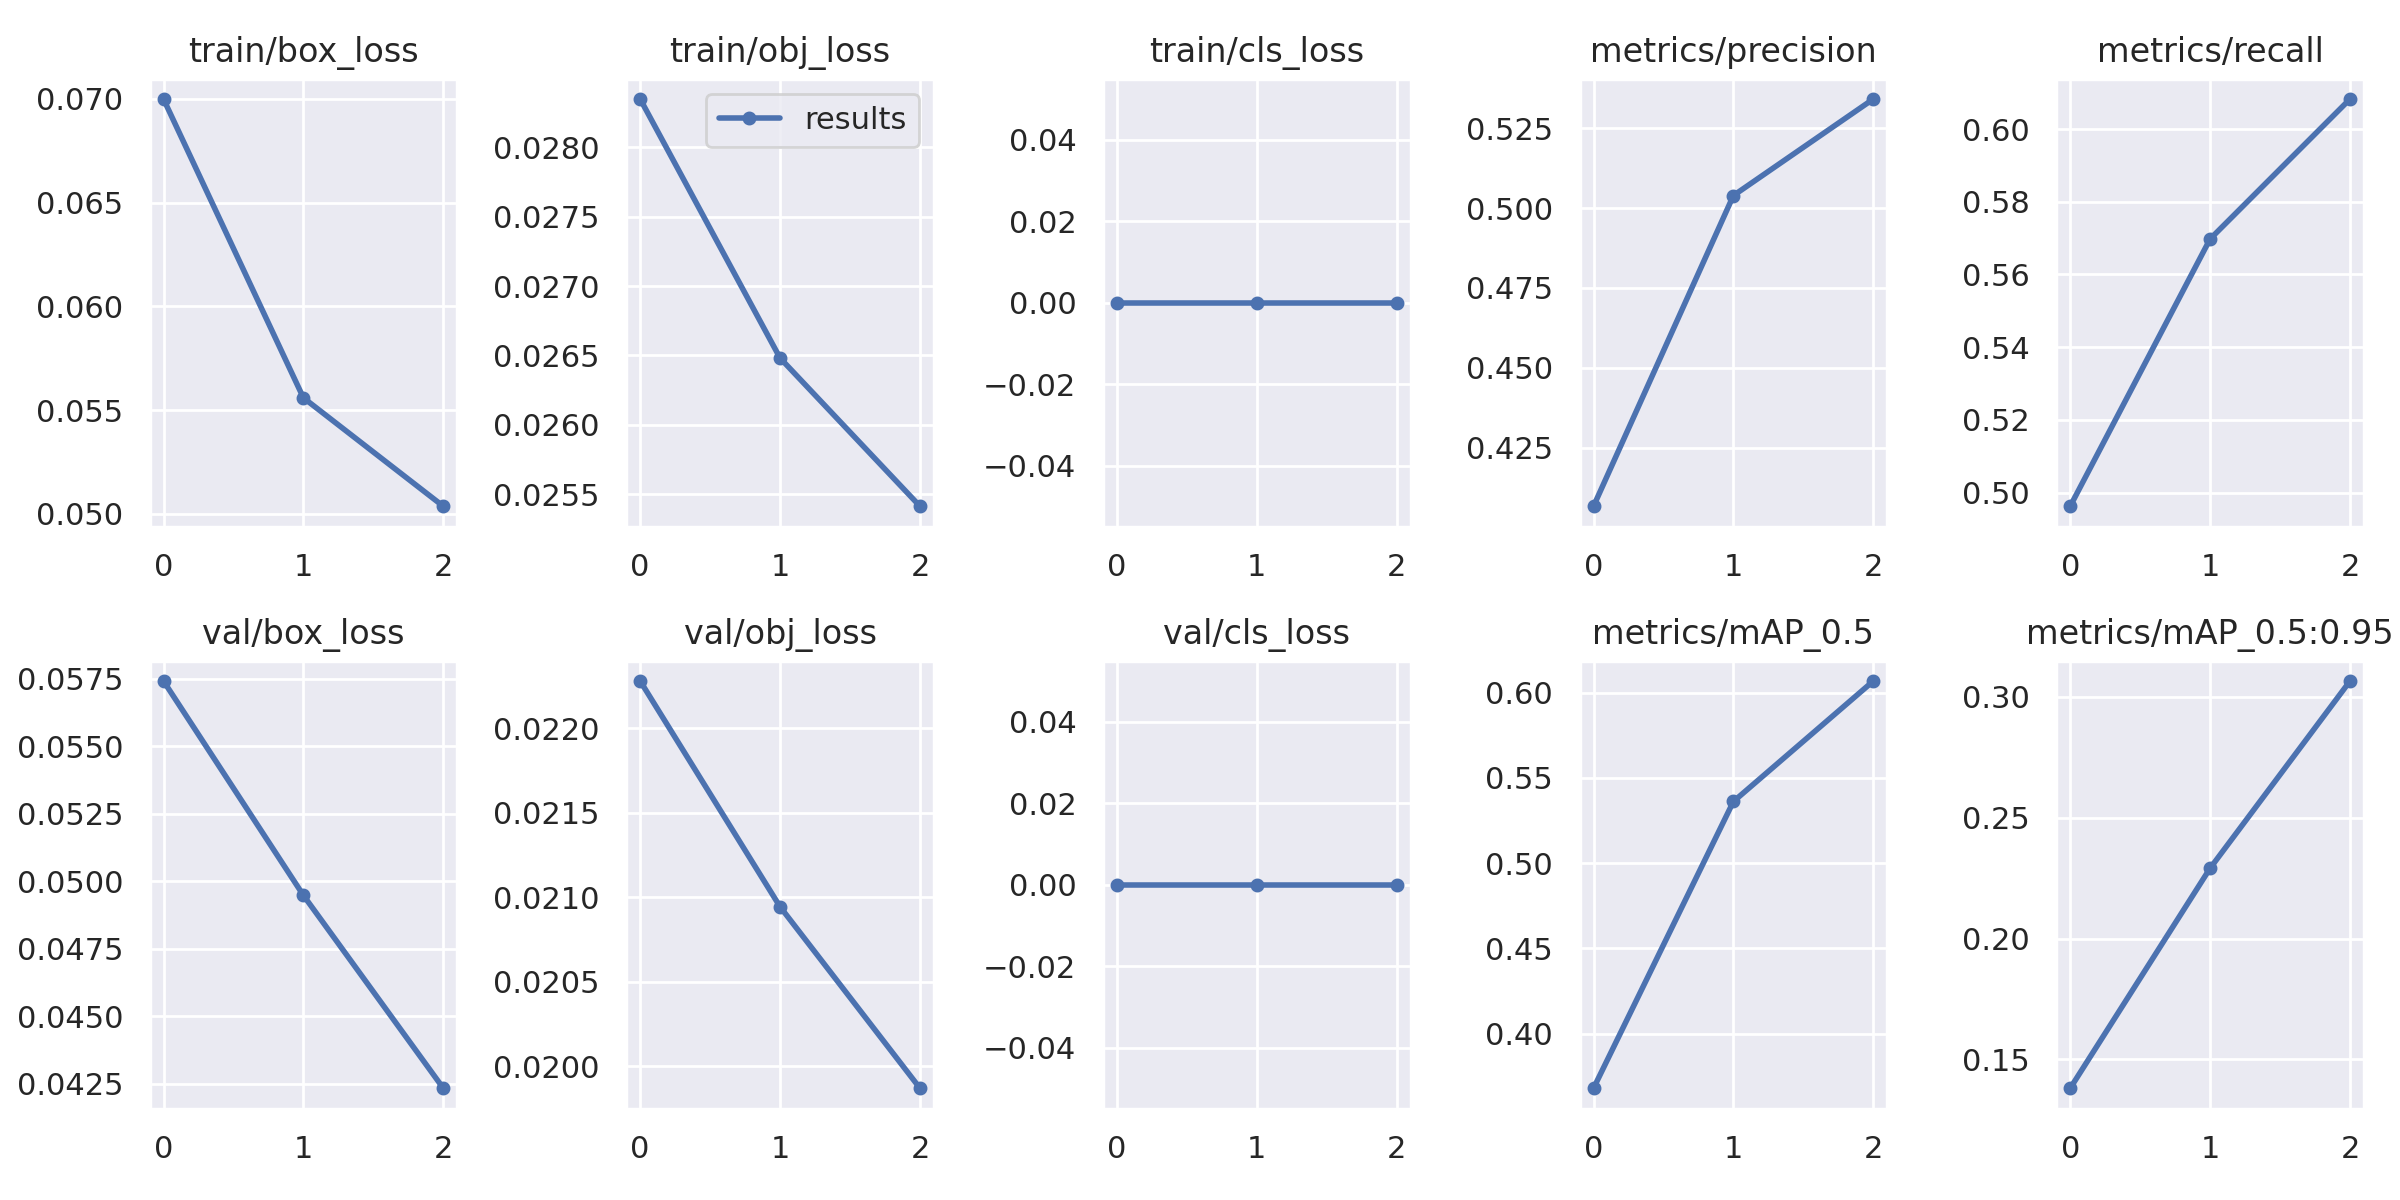 train/box_loss
0.070
0.065
0.060
0.055
0.050
0 1 2
train/obj_loss
results
0.0280
0.0275
0.0270
0.0265
0.0260
0.0255
0 1 2
train/cls_loss
0.04
0.02
0.00
−0.02
−0.04
0 1 2
metrics/precision
0.525
0.500
0.475
0.450
0.425
0 1 2
metrics/recall
0.60
0.58
0.56
0.54
0.52
0.50
0 1 2
val/box_loss
0.0575
0.0550
0.0525
0.0500
0.0475
0.0450
0.0425
0 1 2
val/obj_loss
0.0220
0.0215
0.0210
0.0205
0.0200
0 1 2
val/cls_loss
0.04
0.02
0.00
−0.02
−0.04
0 1 2
metrics/mAP_0.5
0.60
0.55
0.50
0.45
0.40
0 1 2
metrics/mAP_0.5:0.95
0.30
0.25
0.20
0.15
0 1 2